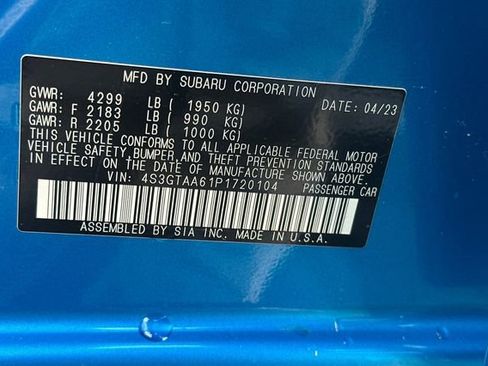 MFD BY SUBARU CORPORATION
GVWR: 4299 LB ( 1950 KG) DATE: 04/23
GAWR: F 2183 LB ( 990 KG)
GAWR: R 2205 LB ( 1000 KG)
THIS VEHICLE CONFORMS TO ALL APPLICABLE FEDERAL MOTOR
VEHICLE SAFETY, BUMPER, AND THEFT PREVENTION STANDARDS
IN EFFECT ON THE DATE OF MANUFACTURE SHOWN ABOVE.
VIN: 4S3GTAA61P1720104 PASSENGER CAR
ASSEMBLED BY SIA INC. MADE IN U.S.A.